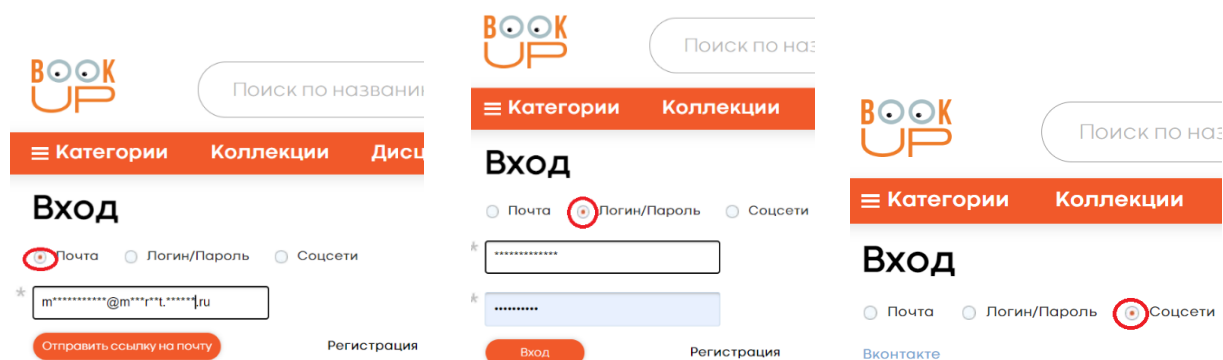 BOOK
UP
Поиск по названи
Категории Коллекции Дисц
Вход
Почта Логин/Пароль Соцсети
* m***********@m***r**t.******.ru
Отправить ссылку на почту Регистрация
BOOK
UP
Поиск по наз
Категории Коллекции
Вход
Почта Логин/Пароль Соцсети
* *************
* ••••••••••
Вход Регистрация
BOOK
UP
Поиск по наз
Категории Коллекции
Вход
Почта Логин/Пароль Соцсети
Вконтакте